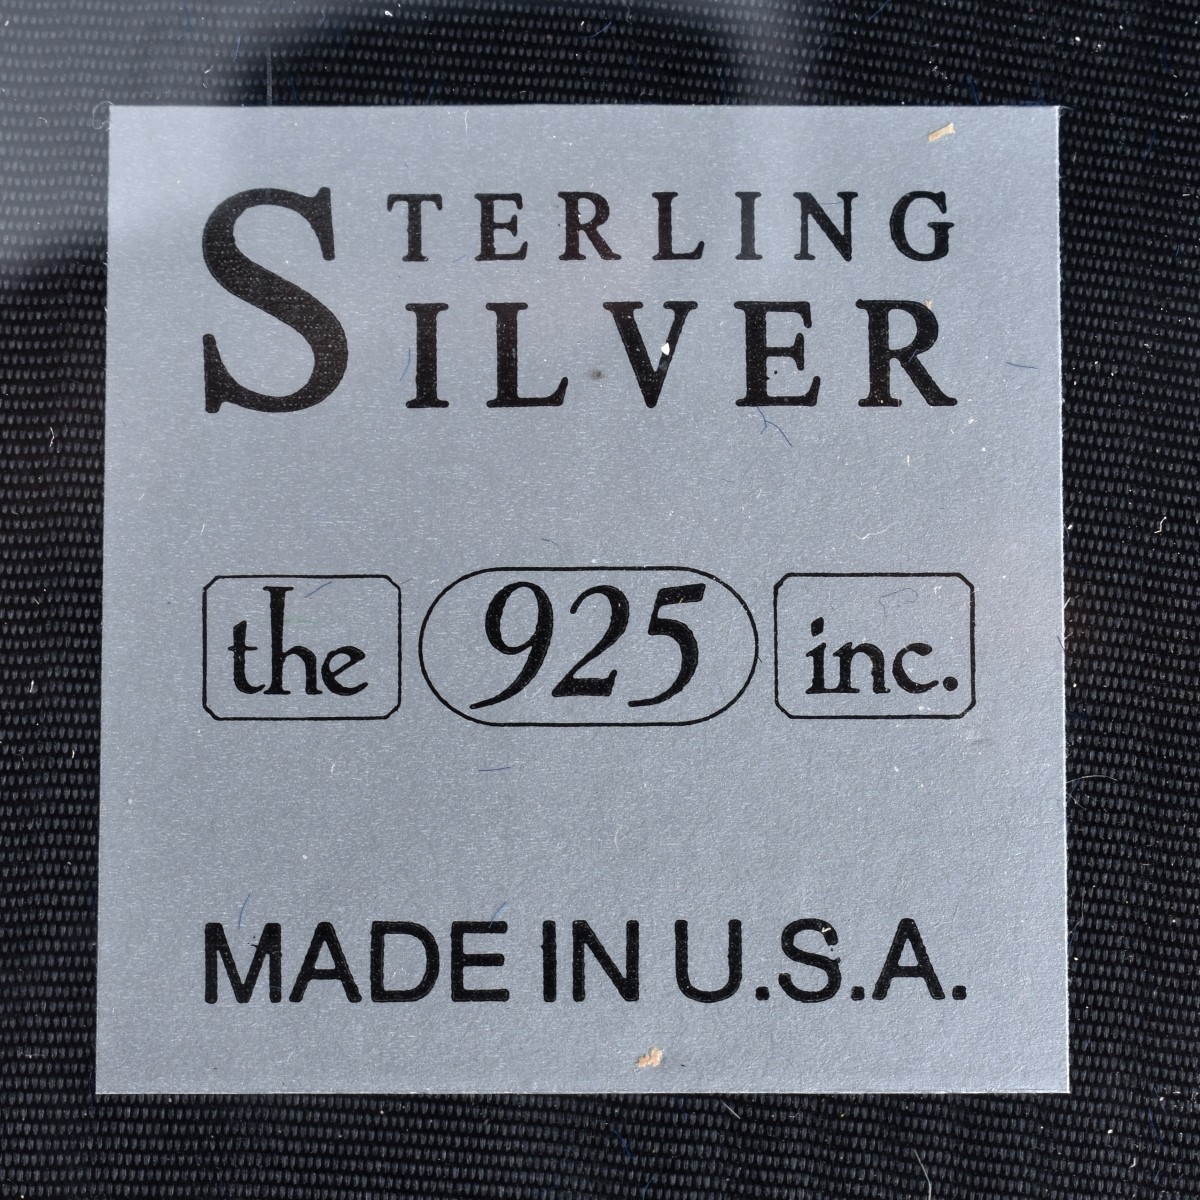 STERLING
SILVER
the 925 inc.
MADE IN U.S.A.